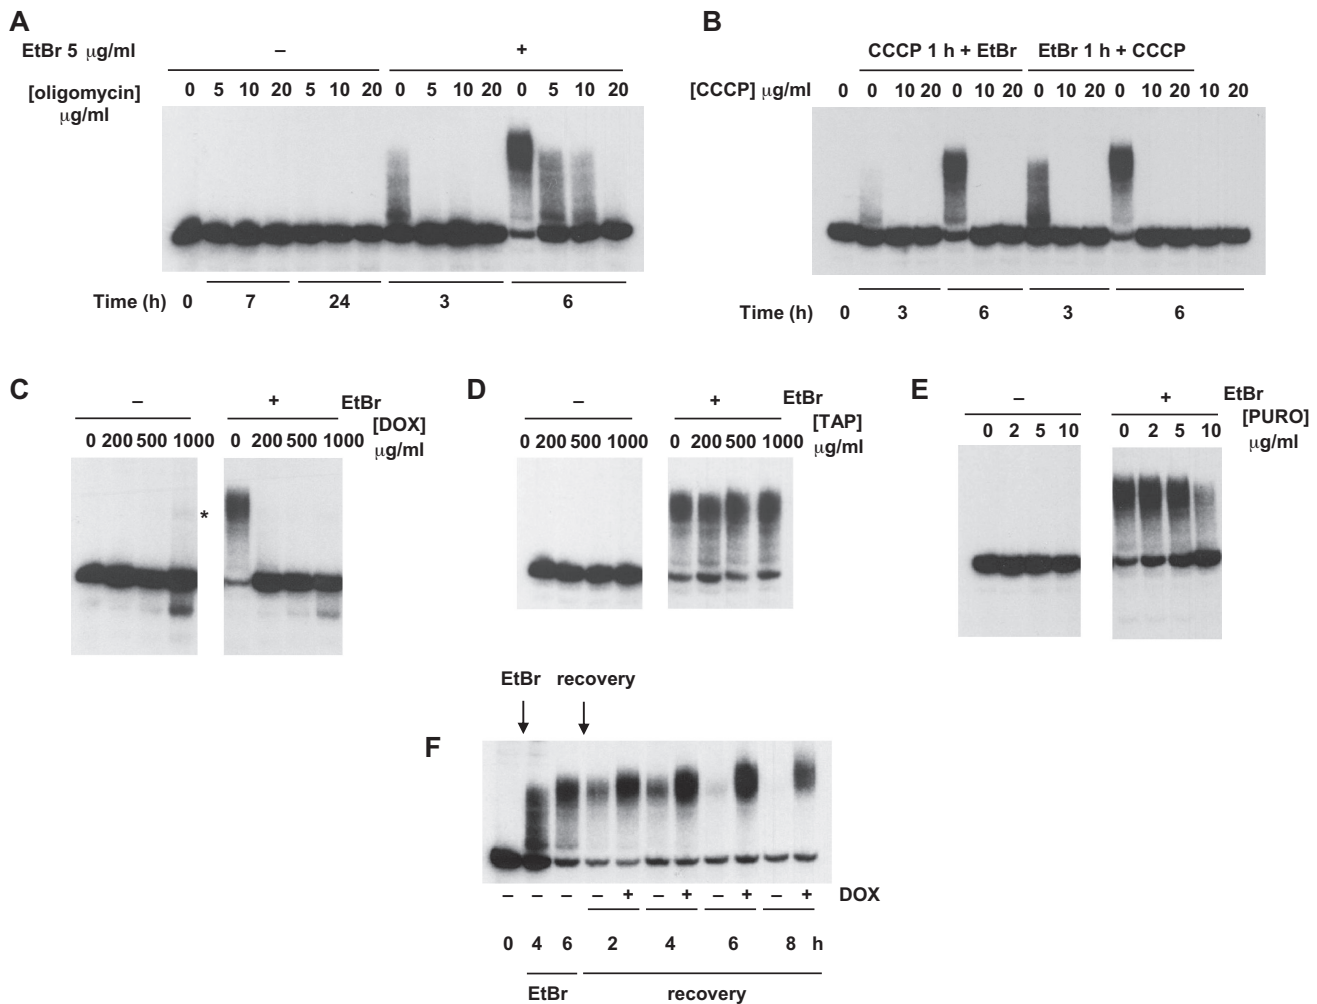 A
EtBr 5 μg/ml – +
[oligomycin] μg/ml 0 5 10 20 5 10 20 0 5 10 20 0 5 10 20
Time (h) 0 7 24 3 6
B
CCCP 1 h + EtBr EtBr 1 h + CCCP
[CCCP] μg/ml 0 0 10 20 0 10 20 0 10 20 0 10 20 10 20
Time (h) 0 3 6 3 6
C
– + EtBr
[DOX]
0 200 500 1000 0 200 500 1000
μg/ml
*
D
– + EtBr
[TAP]
0 200 500 1000 0 200 500 1000
μg/ml
E
– + EtBr
[PURO]
0 2 5 10 0 2 5 10
μg/ml
EtBr recovery
F
– – – – + – + – + – + DOX
0 4 6 2 4 6 8 h
EtBr recovery